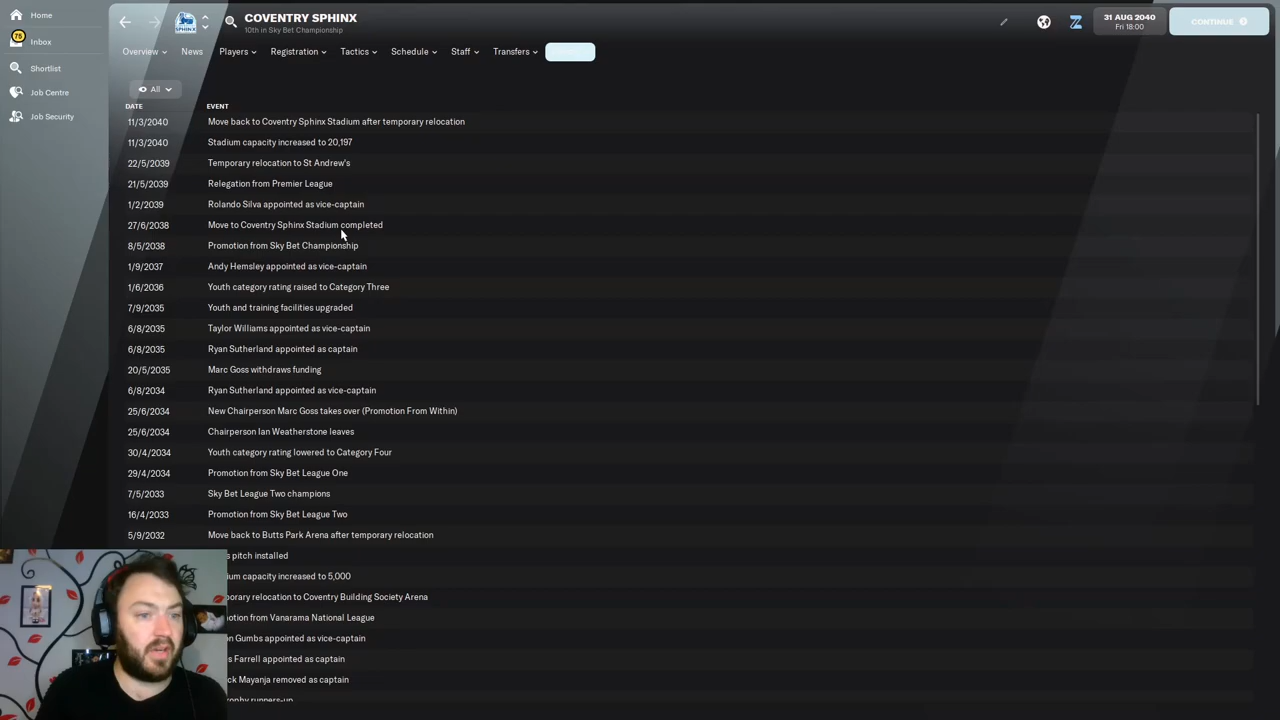 Home
75
Inbox
Shortlist
Job Centre
Job Security
SPHINX
COVENTRY SPHINX
10th in Sky Bet Championship
31 AUG 2040
Fri 18:00
CONTINUE
Overview
News
Players
Registration
Tactics
Schedule
Staff
Transfers
All
DATE EVENT
11/3/2040 Move back to Coventry Sphinx Stadium after temporary relocation
11/3/2040 Stadium capacity increased to 20,197
22/5/2039 Temporary relocation to St Andrew's
21/5/2039 Relegation from Premier League
1/2/2039 Rolando Silva appointed as vice-captain
27/6/2038 Move to Coventry Sphinx Stadium completed
8/5/2038 Promotion from Sky Bet Championship
1/9/2037 Andy Hemsley appointed as vice-captain
1/6/2036 Youth category rating raised to Category Three
7/9/2035 Youth and training facilities upgraded
6/8/2035 Taylor Williams appointed as vice-captain
6/8/2035 Ryan Sutherland appointed as captain
20/5/2035 Marc Goss withdraws funding
6/8/2034 Ryan Sutherland appointed as vice-captain
25/6/2034 New Chairperson Marc Goss takes over (Promotion From Within)
25/6/2034 Chairperson Ian Weatherstone leaves
30/4/2034 Youth category rating lowered to Category Four
29/4/2034 Promotion from Sky Bet League One
7/5/2033 Sky Bet League Two champions
16/4/2033 Promotion from Sky Bet League Two
5/9/2032 Move back to Butts Park Arena after temporary relocation
pitch installed
capacity increased to 5,000
relocation to Coventry Building Society Arena
from Vanarama National League
Gumbs appointed as vice-captain
Farrell appointed as captain
Mayanja removed as captain
runners-up